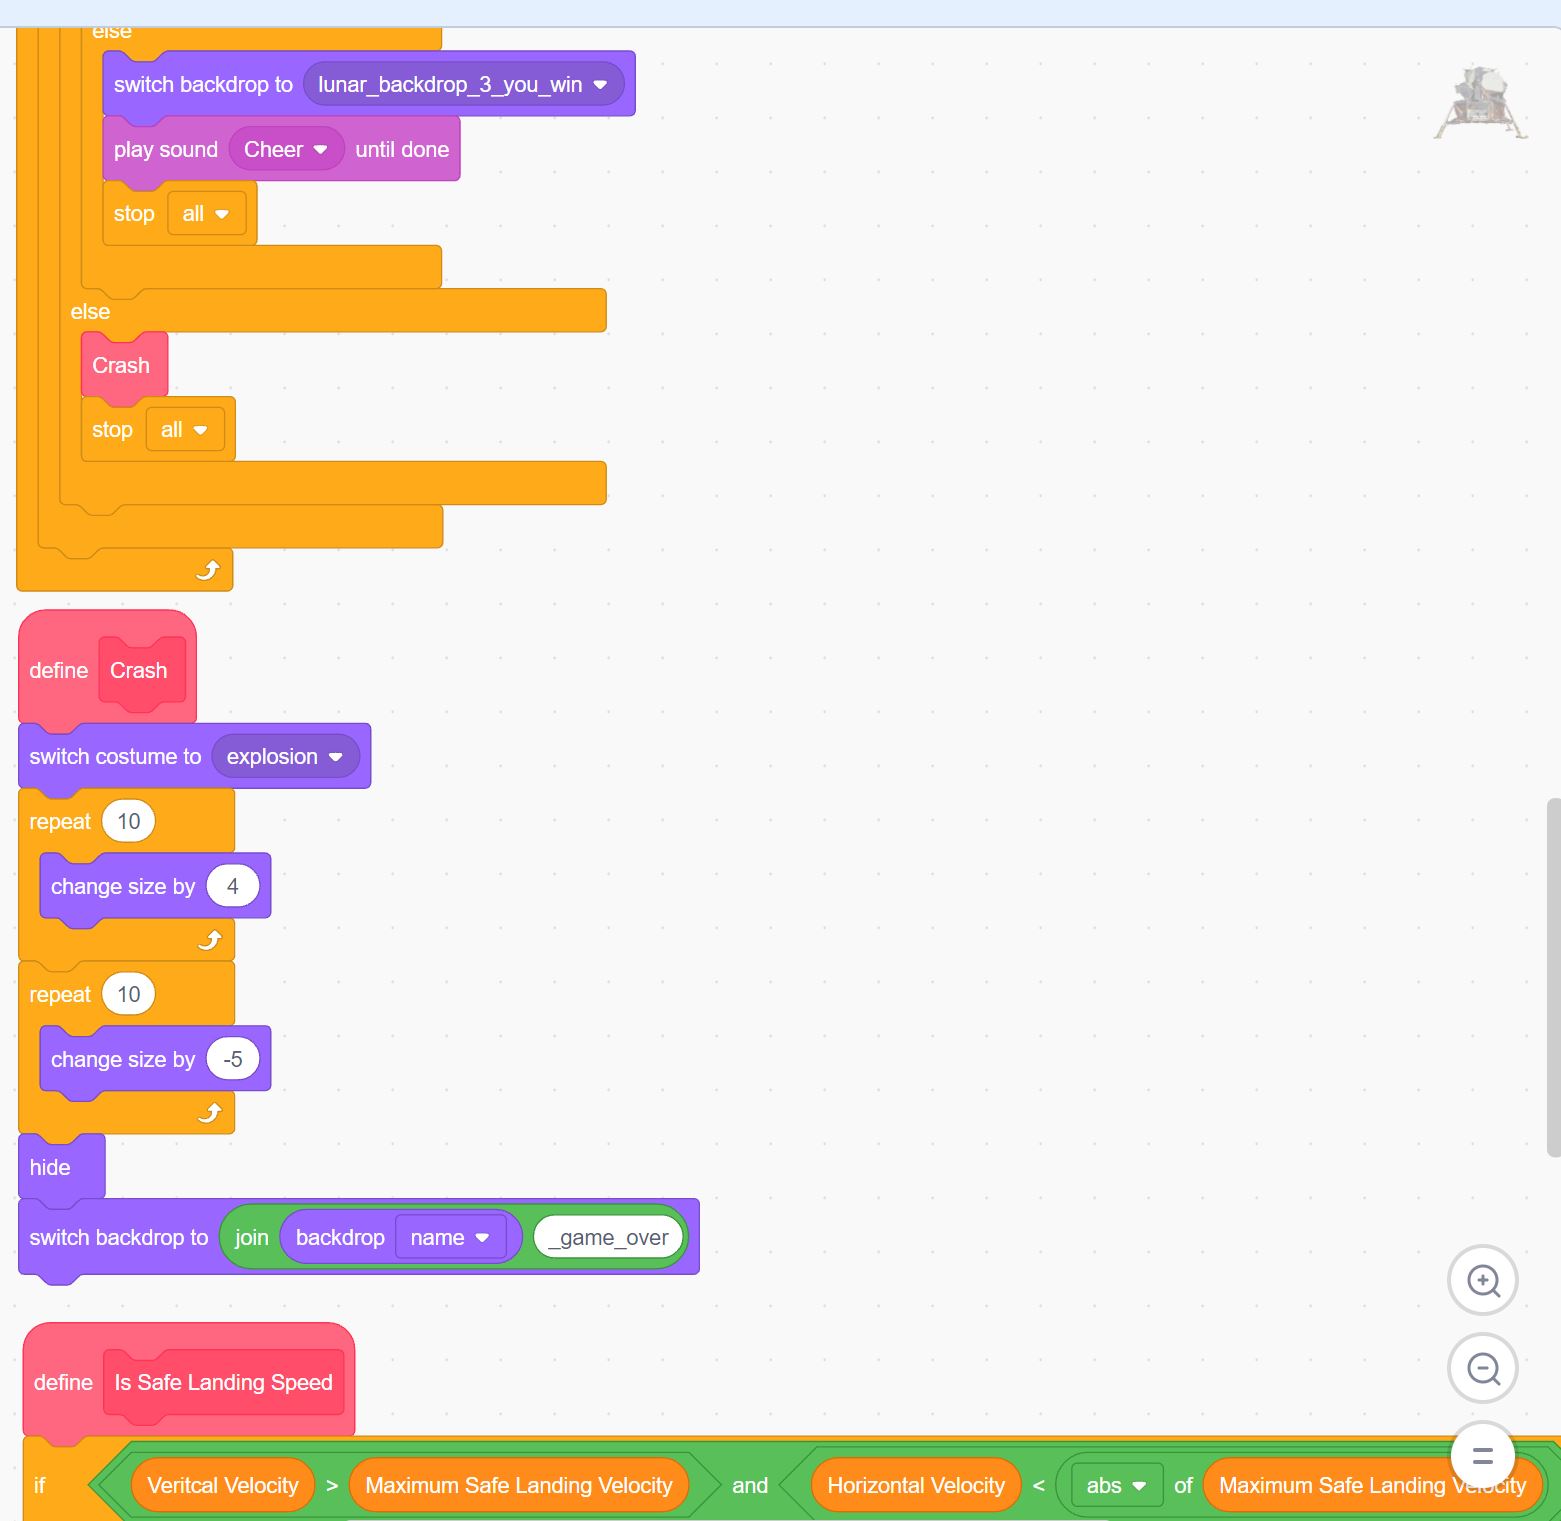 else
switch backdrop to lunar_backdrop_3_you_win
play sound Cheer until done
stop all
else
Crash
stop all
define Crash
switch costume to explosion
repeat 10
change size by 4
repeat 10
change size by -5
hide
switch backdrop to join backdrop name _game_over
define Is Safe Landing Speed
if Veritcal Velocity > Maximum Safe Landing Velocity and Horizontal Velocity < abs of Maximum Safe Landing Velocity